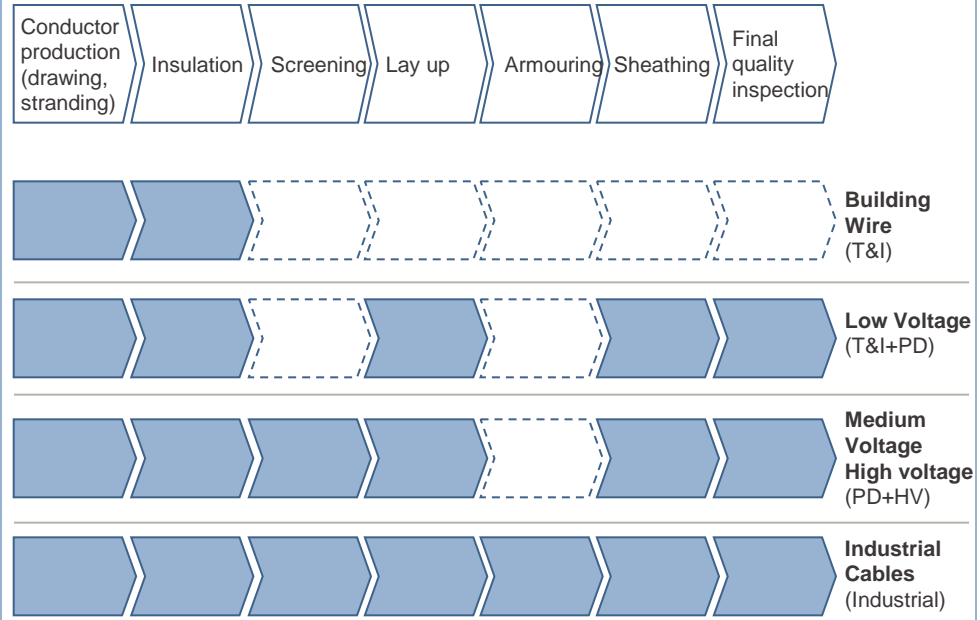 Conductor
production
(drawing,
stranding)
Insulation
Screening
Lay up
Armouring
Sheathing
Final
quality
inspection
Building
Wire
(T&I)
Low Voltage
(T&I+PD)
Medium
Voltage
High voltage
(PD+HV)
Industrial
Cables
(Industrial)